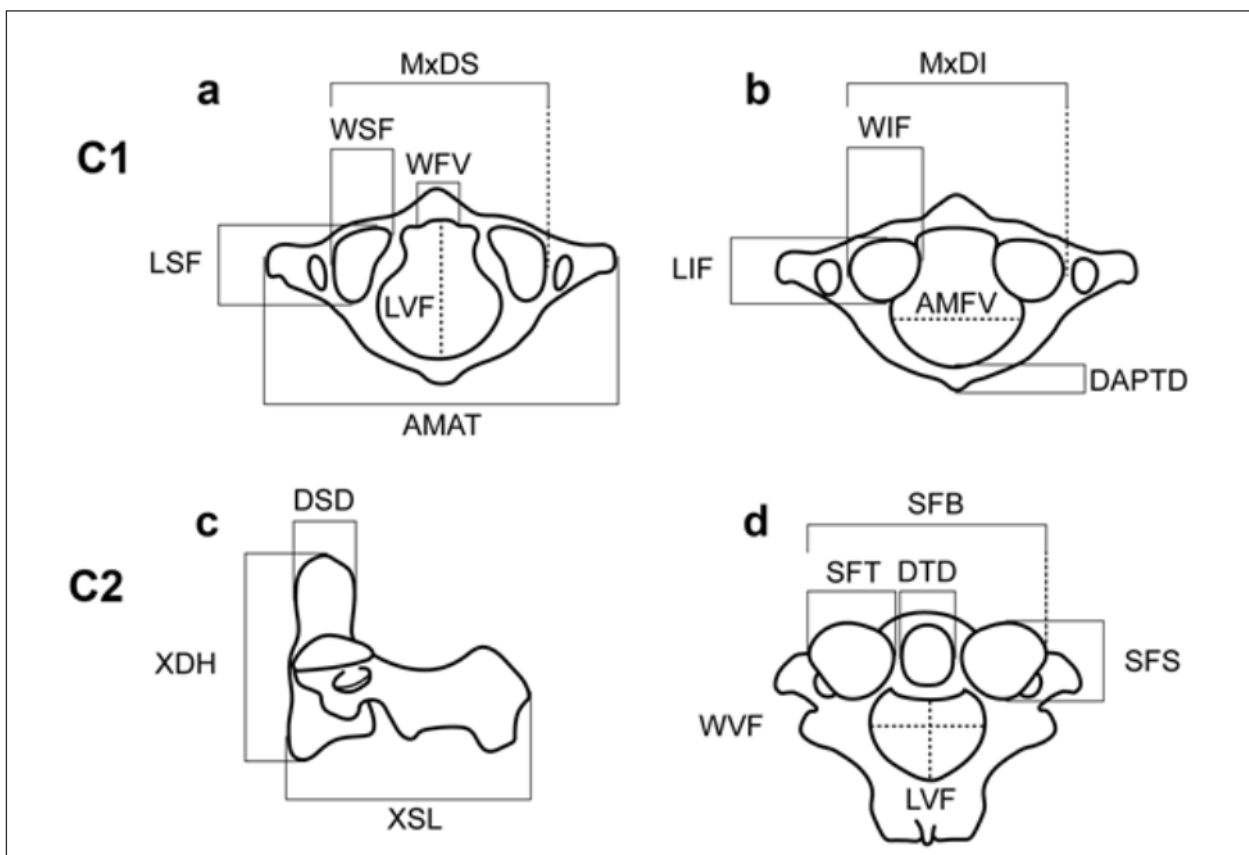 a
MxDS
b
MxDI
C1
WSF
WFV
WIF
LSF
LVF
LIF
AMFV
DAPTD
AMAT
c
DSD
d
SFB
C2
SFT
DTD
XDH
SFS
WVF
LVF
XSL